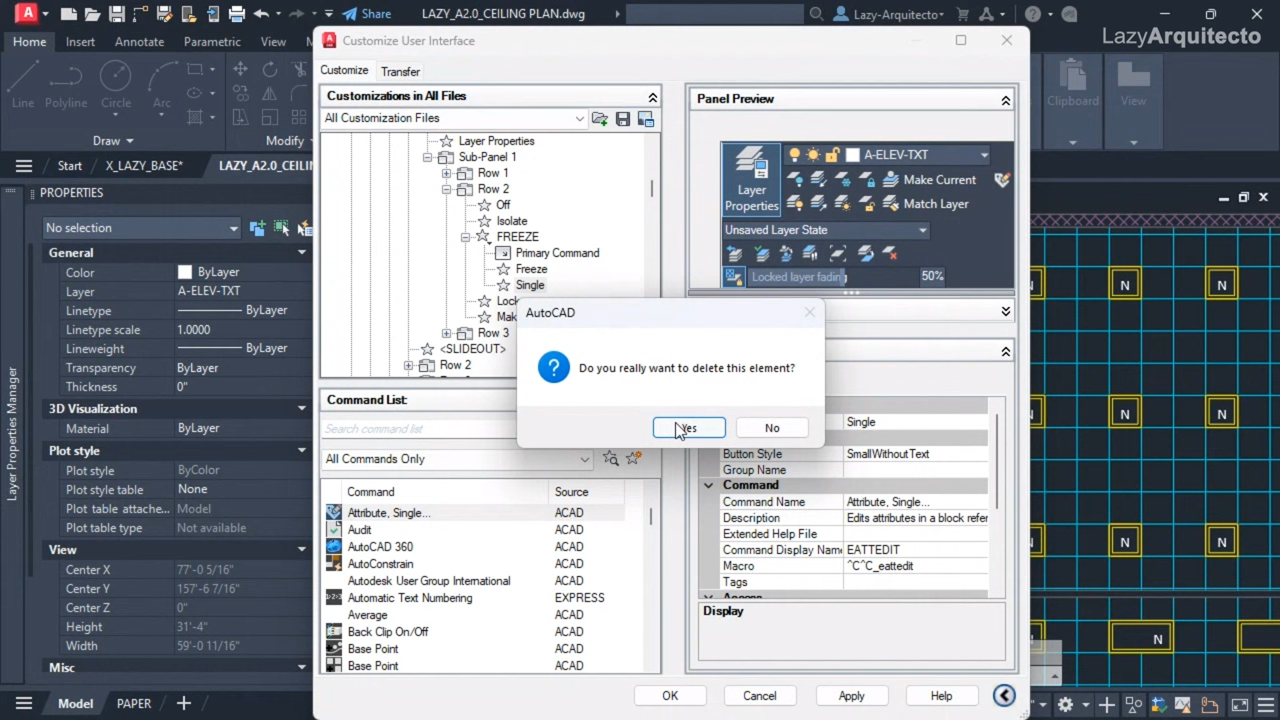 Share
LAZY_A2.0_CEILING PLAN.dwg
Lazy-Arquitecto
LazyArquitecto
Home
Insert
Annotate
Parametric
View
Customize User Interface
Line
Polyline
Circle
Arc
Draw
Modify
Clipboard
View
Start
X_LAZY_BASE*
LAZY_A2.0_CEILIN
Customize
Transfer
Customizations in All Files
All Customization Files
Layer Properties
Sub-Panel 1
Row 1
Row 2
Off
Isolate
FREEZE
Primary Command
Freeze
Single
Lock
Mak
Row 3
<SLIDEOUT>
Row 2
Panel Preview
Layer
Properties
A-ELEV-TXT
Make Current
Match Layer
Unsaved Layer State
Locked layer fading
50%
PROPERTIES
No selection
General
Color ByLayer
Layer A-ELEV-TXT
Linetype ByLayer
Linetype scale 1.0000
Lineweight ByLayer
Transparency ByLayer
Thickness 0"
3D Visualization
Material ByLayer
Plot style
Plot style ByColor
Plot style table None
Plot table attache... Model
Plot table type Not available
View
Center X 77'-0 5/16"
Center Y 157'-6 7/16"
Center Z 0"
Height 31'-4"
Width 59'-0 11/16"
Misc
Layer Properties Manager
AutoCAD
Do you really want to delete this element?
Yes
No
Command List:
Search command list
All Commands Only
Command Source
Attribute, Single... ACAD
Audit ACAD
AutoCAD 360 ACAD
AutoConstrain ACAD
Autodesk User Group International ACAD
Automatic Text Numbering EXPRESS
Average ACAD
Back Clip On/Off ACAD
Base Point ACAD
Base Point ACAD
Single
Button Style SmallWithoutText
Group Name
Command
Command Name Attribute, Single...
Description Edits attributes in a block refer
Extended Help File
Command Display Name EATTEDIT
Macro ^C^C_eattedit
Tags
Access
Display
OK
Cancel
Apply
Help
N
N
N
N
N
N
N
N
N
N
Model
PAPER